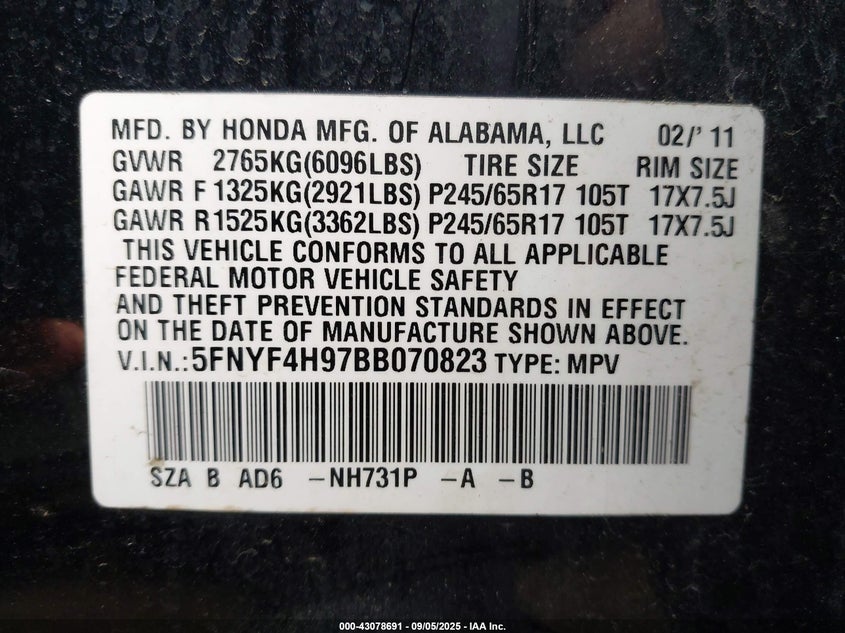 MFD. BY HONDA MFG. OF ALABAMA, LLC 02/' 11
GVWR 2765KG(6096LBS) TIRE SIZE RIM SIZE
GAWR F 1325KG(2921LBS) P245/65R17 105T 17X7.5J
GAWR R1525KG(3362LBS) P245/65R17 105T 17X7.5J
THIS VEHICLE CONFORMS TO ALL APPLICABLE
FEDERAL MOTOR VEHICLE SAFETY
AND THEFT PREVENTION STANDARDS IN EFFECT
ON THE DATE OF MANUFACTURE SHOWN ABOVE.
V.I.N.: 5FNYF4H97BB070823 TYPE: MPV
SZA B AD6 -NH731P -A -B
000-43078691 - 09/05/2025 - IAA Inc.